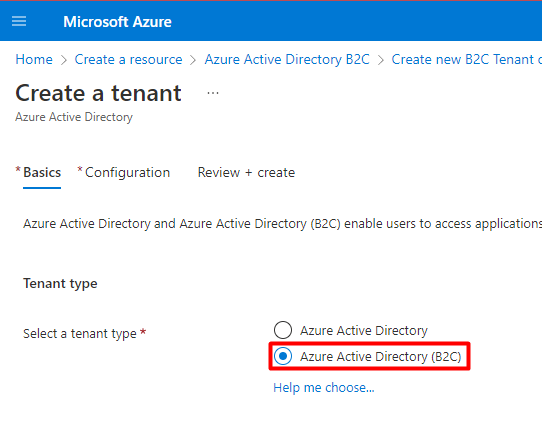 Microsoft Azure
Home > Create a resource > Azure Active Directory B2C > Create new B2C Tenant
Create a tenant ...
Azure Active Directory
* Basics * Configuration Review + create
Azure Active Directory and Azure Active Directory (B2C) enable users to access applications
Tenant type
Select a tenant type *
Azure Active Directory
Azure Active Directory (B2C)
Help me choose...